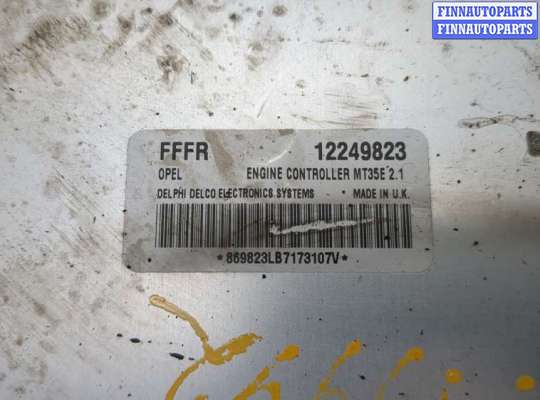 FINNAUTOPARTS
FINNAUTOPARTS
FFFR 12249823
OPEL ENGINE CONTROLLER MT35E 2.1
DELPHI DELCO ELECTRONICS SYSTEMS MADE IN U.K.
*869823LB7173107V*